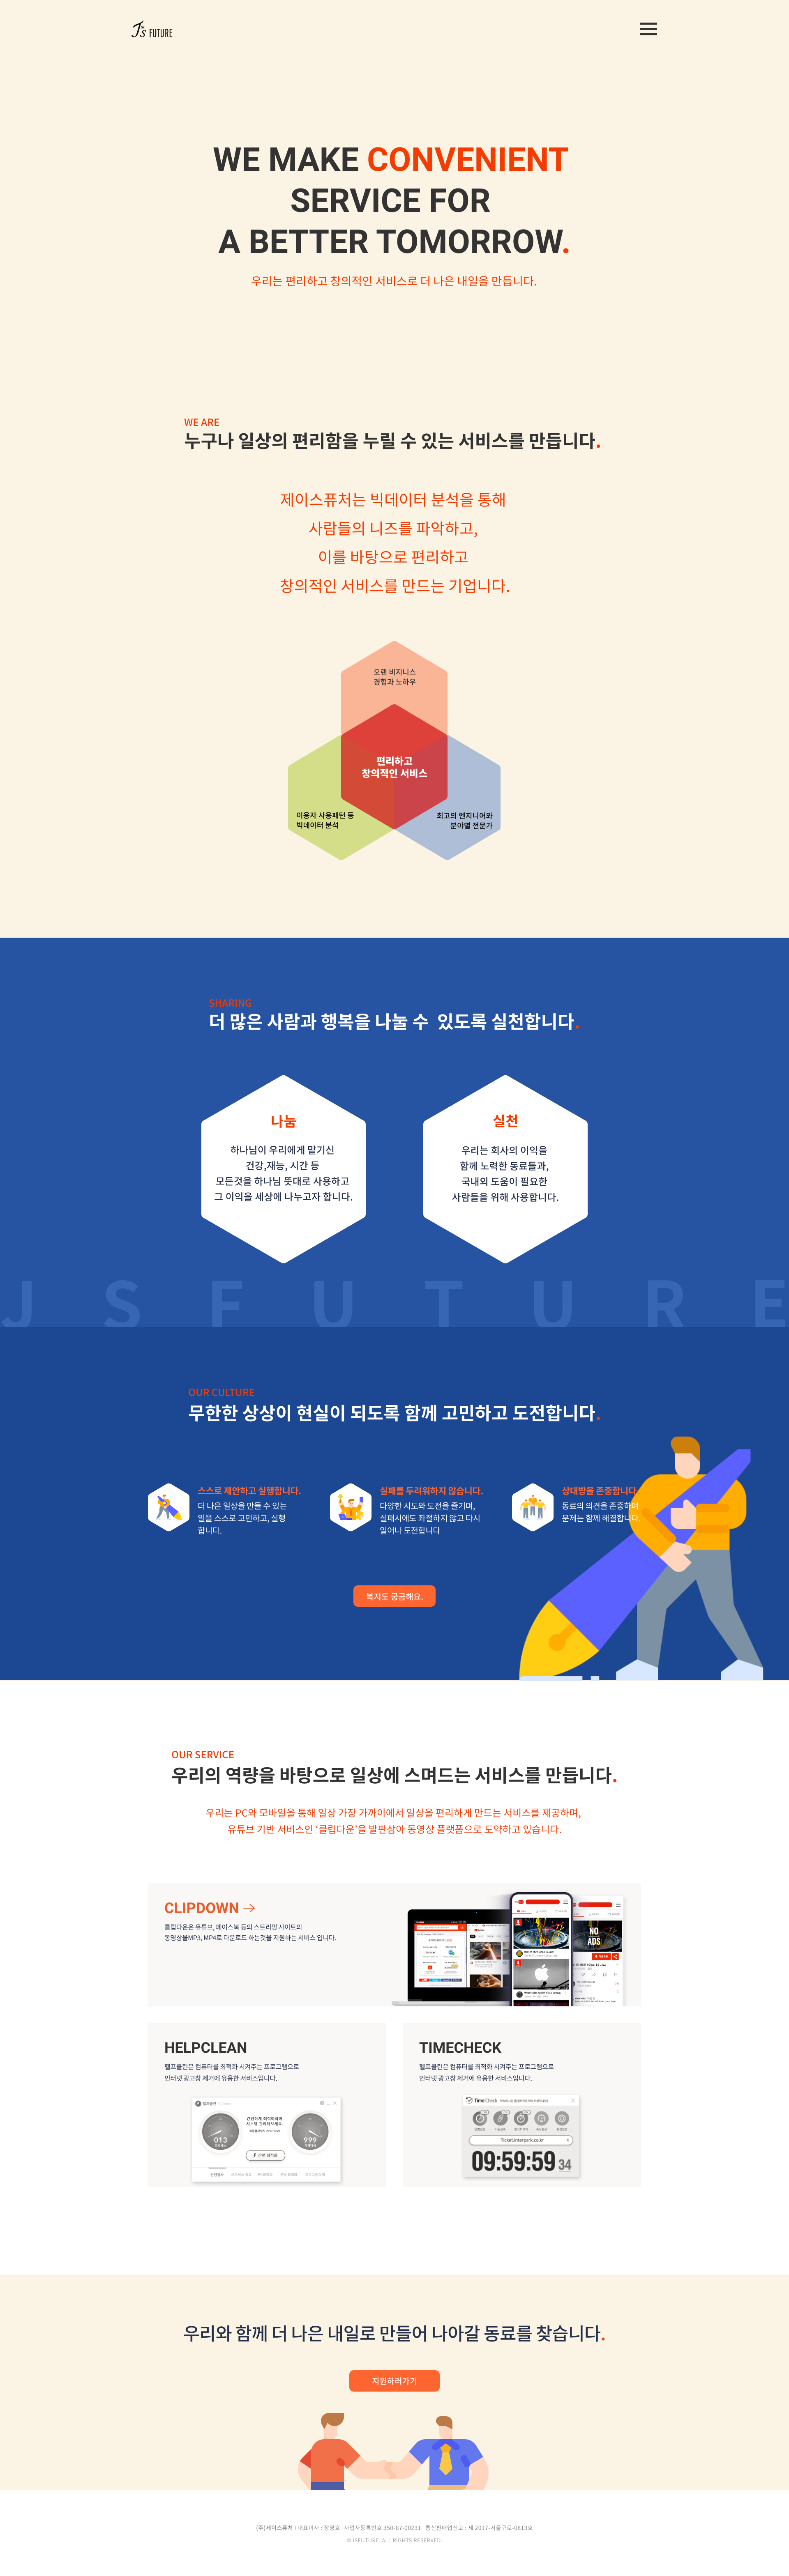 J's FUTURE
WE MAKE CONVENIENT
SERVICE FOR
A BETTER TOMORROW.
우리는 편리하고 창의적인 서비스로 더 나은 내일을 만듭니다.
WE ARE
누구나 일상의 편리함을 누릴 수 있는 서비스를 만듭니다.
제이스퓨처는 빅데이터 분석을 통해
사람들의 니즈를 파악하고,
이를 바탕으로 편리하고
창의적인 서비스를 만드는 기업니다.
오랜 비지니스
경험과 노하우
편리하고
창의적인 서비스
이용자 사용패턴 등
빅데이터 분석
최고의 엔지니어와
분야별 전문가
SHARING
더 많은 사람과 행복을 나눌 수 있도록 실천합니다.
나눔
하나님이 우리에게 맡기신
건강,재능, 시간 등
모든것을 하나님 뜻대로 사용하고
그 이익을 세상에 나누고자 합니다.
실천
우리는 회사의 이익을
함께 노력한 동료들과,
국내외 도움이 필요한
사람들을 위해 사용합니다.
J S F U T U R E
OUR CULTURE
무한한 상상이 현실이 되도록 함께 고민하고 도전합니다.
스스로 제안하고 실행합니다.
더 나은 일상을 만들 수 있는
일을 스스로 고민하고, 실행
합니다.
실패를 두려워하지 않습니다.
다양한 시도와 도전을 즐기며,
실패시에도 좌절하지 않고 다시
일어나 도전합니다
상대방을 존중합니다.
동료의 의견을 존중하며
문제는 함께 해결합니다.
복지도 궁금해요.
OUR SERVICE
우리의 역량을 바탕으로 일상에 스며드는 서비스를 만듭니다.
우리는 PC와 모바일을 통해 일상 가장 가까이에서 일상을 편리하게 만드는 서비스를 제공하며,
유튜브 기반 서비스인 ‘클립다운’을 발판삼아 동영상 플랫폼으로 도약하고 있습니다.
CLIPDOWN →
클립다운은 유튜브, 페이스북 등의 스트리밍 사이트의
동영상을MP3, MP4로 다운로드 하는것을 지원하는 서비스 입니다.
NO
ADS
HELPCLEAN
헬프클린은 컴퓨터를 최적화 시켜주는 프로그램으로
인터넷 광고창 제거에 유용한 서비스입니다.
헬프클린
간편하게 최적화하여
시스템 관리해보세요.
013
999
간편 최적화
TIMECHECK
헬프클린은 컴퓨터를 최적화 시켜주는 프로그램으로
인터넷 광고창 제거에 유용한 서비스입니다.
Time Check
Ticket.interpark.co.kr
09:59:59 34
우리와 함께 더 나은 내일로 만들어 나아갈 동료를 찾습니다.
지원하러가기
(주)제이스퓨처 I 대표이사 : 장영호 I 사업자등록번호 350-87-00231 I 통신판매업신고 : 제 2017-서울구로-0813호
©JSFUTURE. ALL RIGHTS RESERVED.